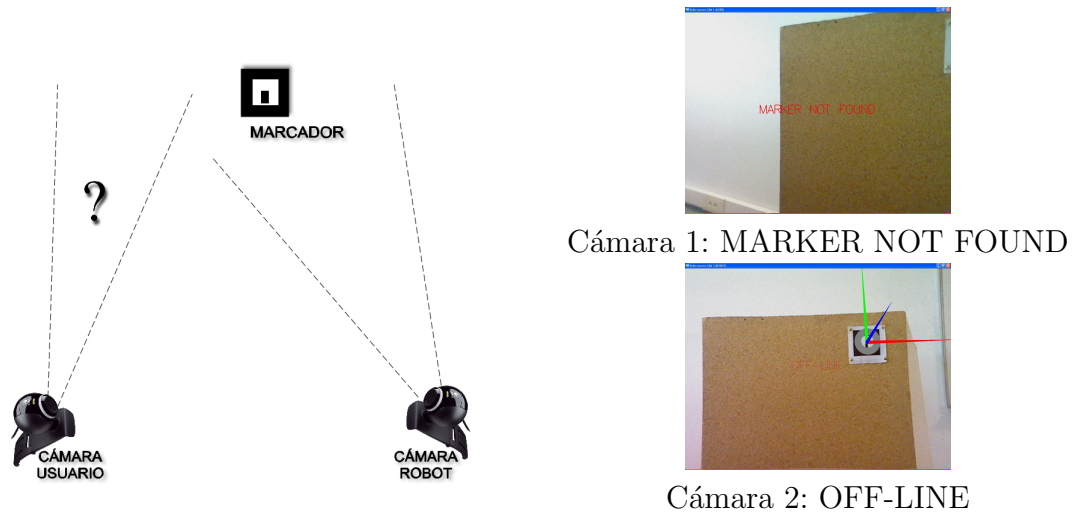 MARCADOR
?
CÁMARA
USUARIO
CÁMARA
ROBOT
MARKER NOT FOUND
Cámara 1: MARKER NOT FOUND
OFF-LINE
Cámara 2: OFF-LINE